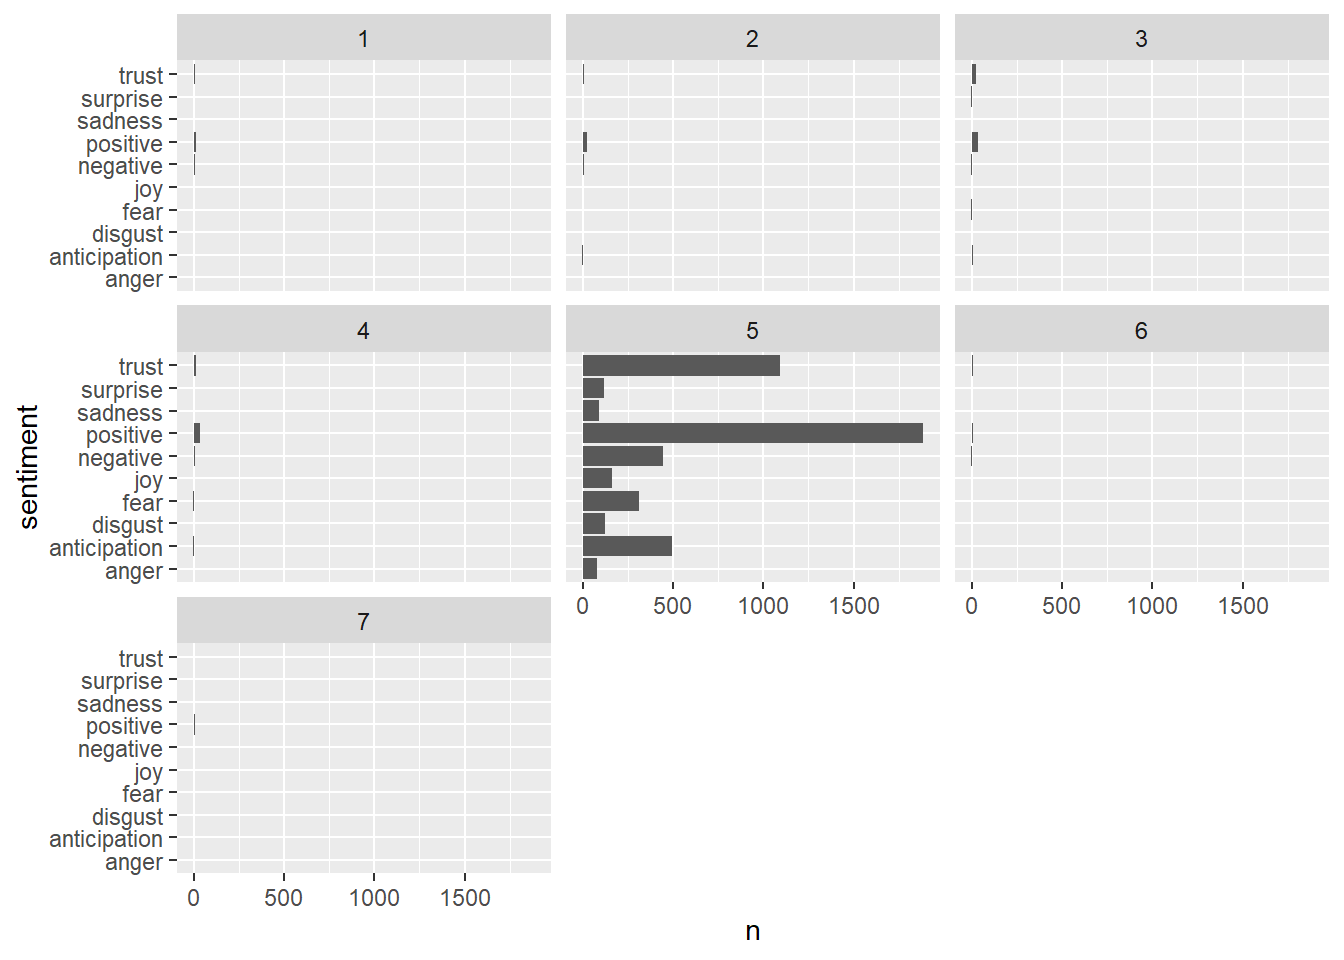 1 2 3
trust
surprise
sadness
positive
negative
joy
fear
disgust
anticipation
anger
4 5 6
trust
surprise
sadness
positive
negative
joy
fear
disgust
anticipation
anger
0 500 1000 1500 0 500 1000 1500
7
trust
surprise
sadness
positive
negative
joy
fear
disgust
anticipation
anger
0 500 1000 1500
n
sentiment